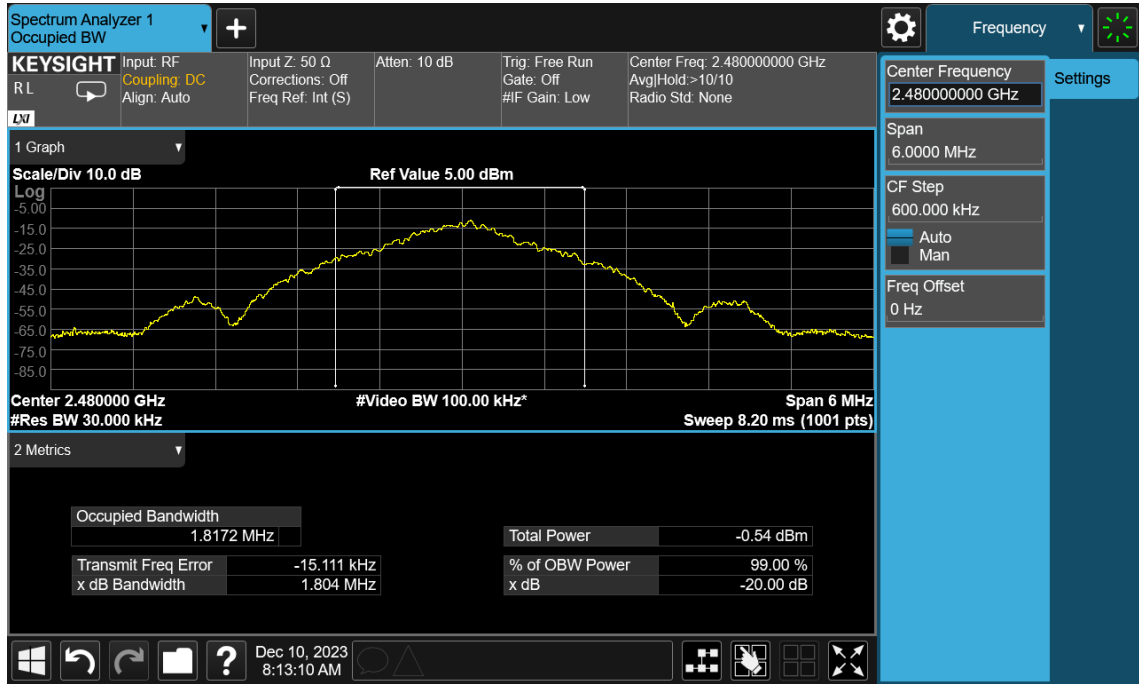 Spectrum Analyzer 1
Occupied BW
Frequency
KEYSIGHT
R L
LXI
Input: RF
Coupling: DC
Align: Auto
Input Z: 50 Ω
Corrections: Off
Freq Ref: Int (S)
Atten: 10 dB
Trig: Free Run
Gate: Off
#IF Gain: Low
Center Freq: 2.480000000 GHz
Avg|Hold:>10/10
Radio Std: None
Center Frequency
2.480000000 GHz
Settings
Span
6.0000 MHz
CF Step
600.000 kHz
Auto
Man
Freq Offset
0 Hz
1 Graph
Scale/Div 10.0 dB
Ref Value 5.00 dBm
Log
-5.00
-15.0
-25.0
-35.0
-45.0
-55.0
-65.0
-75.0
-85.0
Center 2.480000 GHz
#Video BW 100.00 kHz*
Span 6 MHz
#Res BW 30.000 kHz
Sweep 8.20 ms (1001 pts)
2 Metrics
Occupied Bandwidth
1.8172 MHz
Total Power -0.54 dBm
Transmit Freq Error -15.111 kHz
% of OBW Power 99.00 %
x dB Bandwidth 1.804 MHz
x dB -20.00 dB
?
Dec 10, 2023
8:13:10 AM